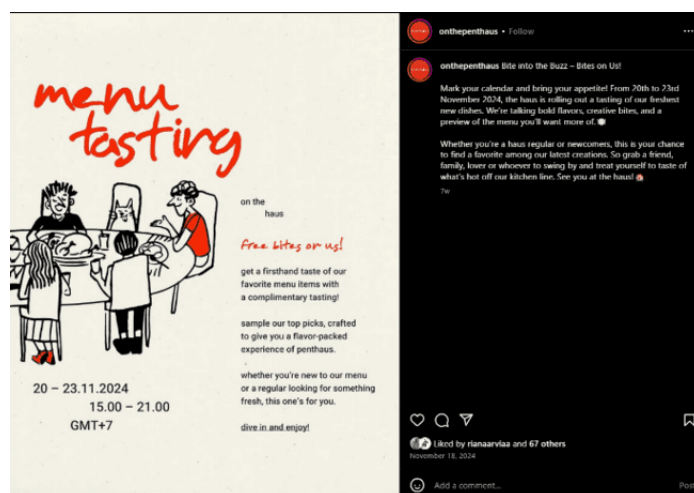 menu
tasting
on the
haus
free bites on us!
get a firsthand taste of our
favorite menu items with
a complimentary tasting!
sample our top picks, crafted
to give you a flavor-packed
experience of penthaus.
whether you're new to our menu
or a regular looking for something
fresh, this one's for you.
dive in and enjoy!
20 – 23.11.2024
15.00 – 21.00
GMT+7
onthepenthaus • Follow
onthepenthaus Bite into the Buzz – Bites on Us!
Mark your calendar and bring your appetite! From 20th to 23rd
November 2024, the haus is rolling out a tasting of our freshest
new dishes. We're talking bold flavors, creative bites, and a
preview of the menu you'll want more of.
Whether you're a haus regular or newcomers, this is your chance
to find a favorite among our latest creations. So grab a friend,
family, lover or whoever to swing by and treat yourself to taste of
what's hot off our kitchen line. See you at the haus!
7w
Liked by rianaarviaa and 67 others
November 18, 2024
Add a comment...
Post